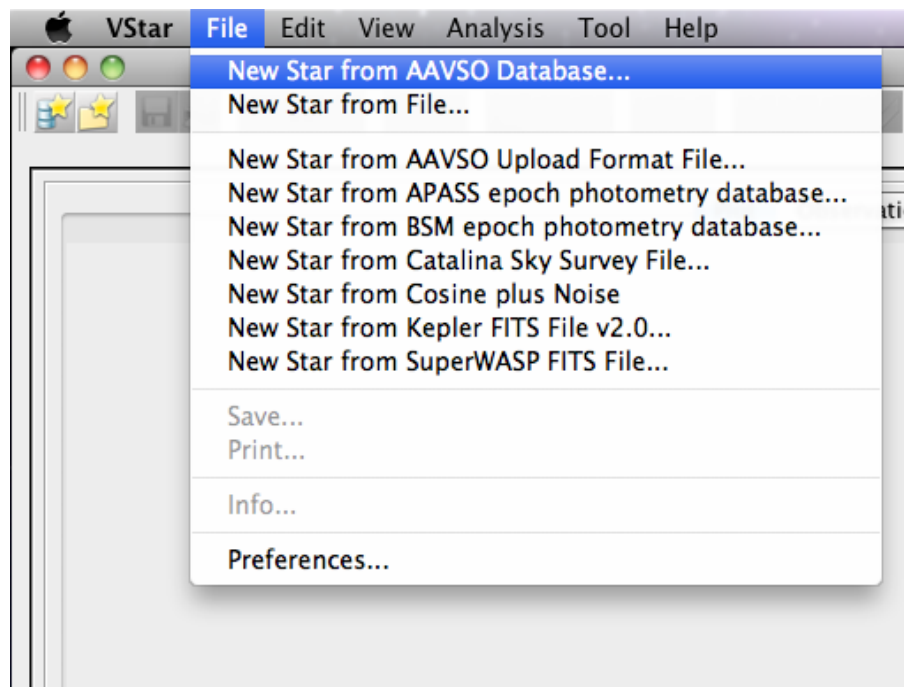 VStar File Edit View Analysis Tool Help
New Star from AAVSO Database...
New Star from File...
New Star from AAVSO Upload Format File...
New Star from APASS epoch photometry database...
New Star from BSM epoch photometry database...
New Star from Catalina Sky Survey File...
New Star from Cosine plus Noise
New Star from Kepler FITS File v2.0...
New Star from SuperWASP FITS File...
Save...
Print...
Info...
Preferences...